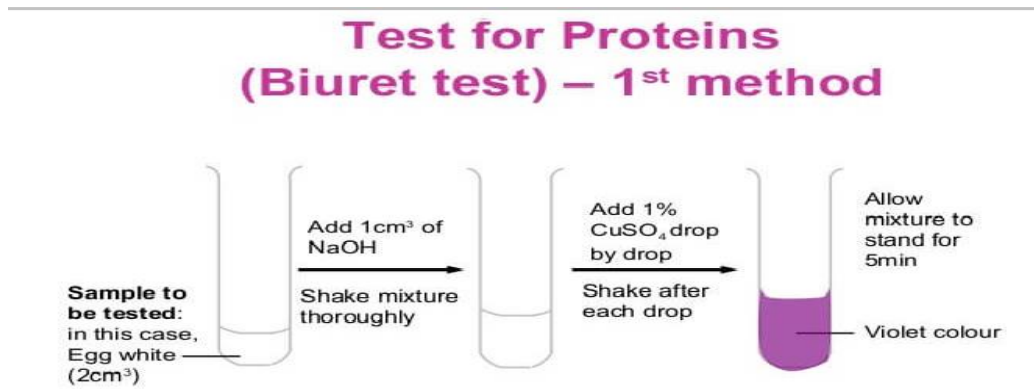 Test for Proteins
(Biuret test) – 1st method
Sample to
be tested:
in this case,
Egg white
(2cm³)
Add 1cm³ of
NaOH
Shake mixture
thoroughly
Add 1%
CuSO₄ drop
by drop
Shake after
each drop
Allow
mixture to
stand for
5min
Violet colour